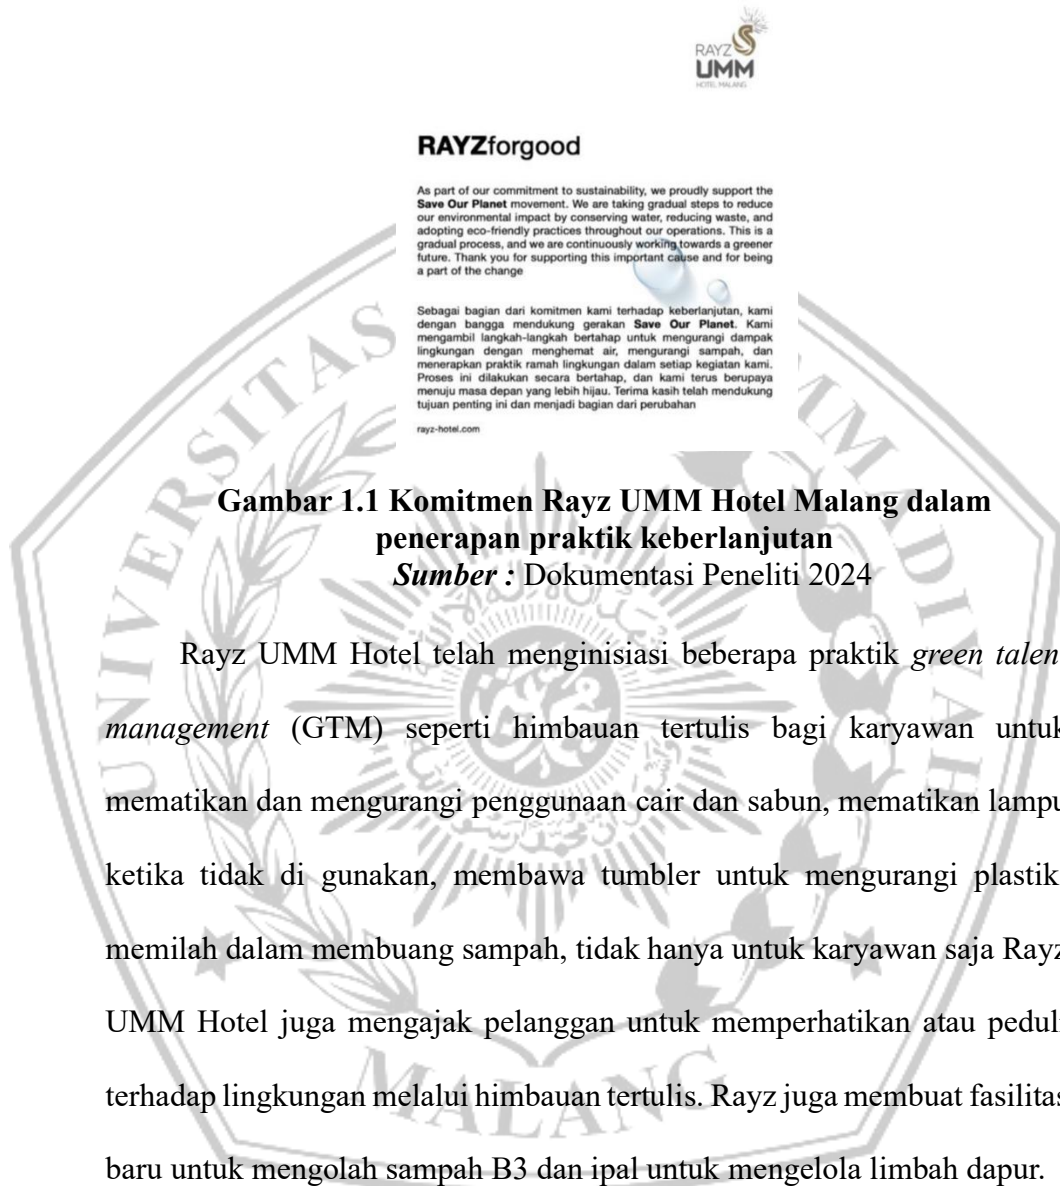 RAYZ
UMM
HOTEL MALANG
RAYZforgood
As part of our commitment to sustainability, we proudly support the
Save Our Planet movement. We are taking gradual steps to reduce
our environmental impact by conserving water, reducing waste, and
adopting eco-friendly practices throughout our operations. This is a
gradual process, and we are continuously working towards a greener
future. Thank you for supporting this important cause and for being
a part of the change
Sebagai bagian dari komitmen kami terhadap keberlanjutan, kami
dengan bangga mendukung gerakan Save Our Planet. Kami
mengambil langkah-langkah bertahap untuk mengurangi dampak
lingkungan dengan menghemat air, mengurangi sampah, dan
menerapkan praktik ramah lingkungan dalam setiap kegiatan kami.
Proses ini dilakukan secara bertahap, dan kami terus berupaya
menuju masa depan yang lebih hijau. Terima kasih telah mendukung
tujuan penting ini dan menjadi bagian dari perubahan
rayz-hotel.com
Gambar 1.1 Komitmen Rayz UMM Hotel Malang dalam
penerapan praktik keberlanjutan
Sumber : Dokumentasi Peneliti 2024
Rayz UMM Hotel telah menginisiasi beberapa praktik green talen
management (GTM) seperti himbauan tertulis bagi karyawan untuk
mematikan dan mengurangi penggunaan cair dan sabun, mematikan lampu
ketika tidak di gunakan, membawa tumbler untuk mengurangi plastik
memilah dalam membuang sampah, tidak hanya untuk karyawan saja Rayz
UMM Hotel juga mengajak pelanggan untuk memperhatikan atau peduli
terhadap lingkungan melalui himbauan tertulis. Rayz juga membuat fasilitas
baru untuk mengolah sampah B3 dan ipal untuk mengelola limbah dapur.
UNIVERSITAS
MMADIYAH
MALANG